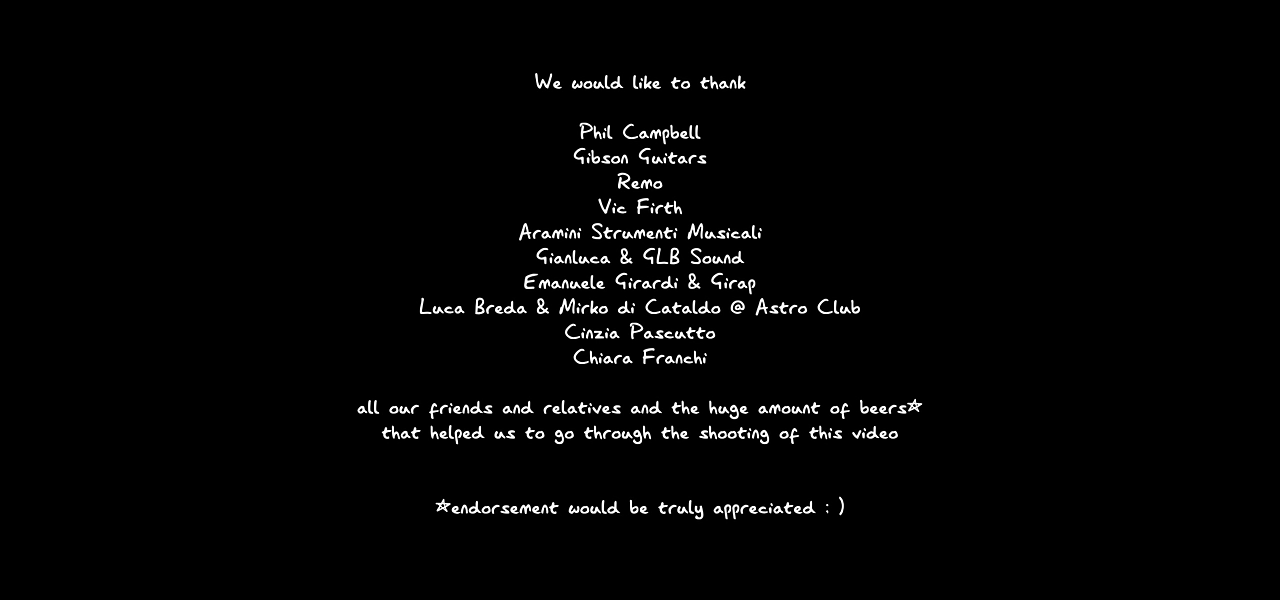 We would like to thank
Phil Campbell
Gibson Guitars
Remo
Vic Firth
Aramini Strumenti Musicali
Gianluca & GLB Sound
Emanuele Girardi & Girap
Luca Breda & Mirko di Cataldo @ Astro Club
Cinzia Pascutto
Chiara Franchi
all our friends and relatives and the huge amount of beers☆
that helped us to go through the shooting of this video
☆endorsement would be truly appreciated : )